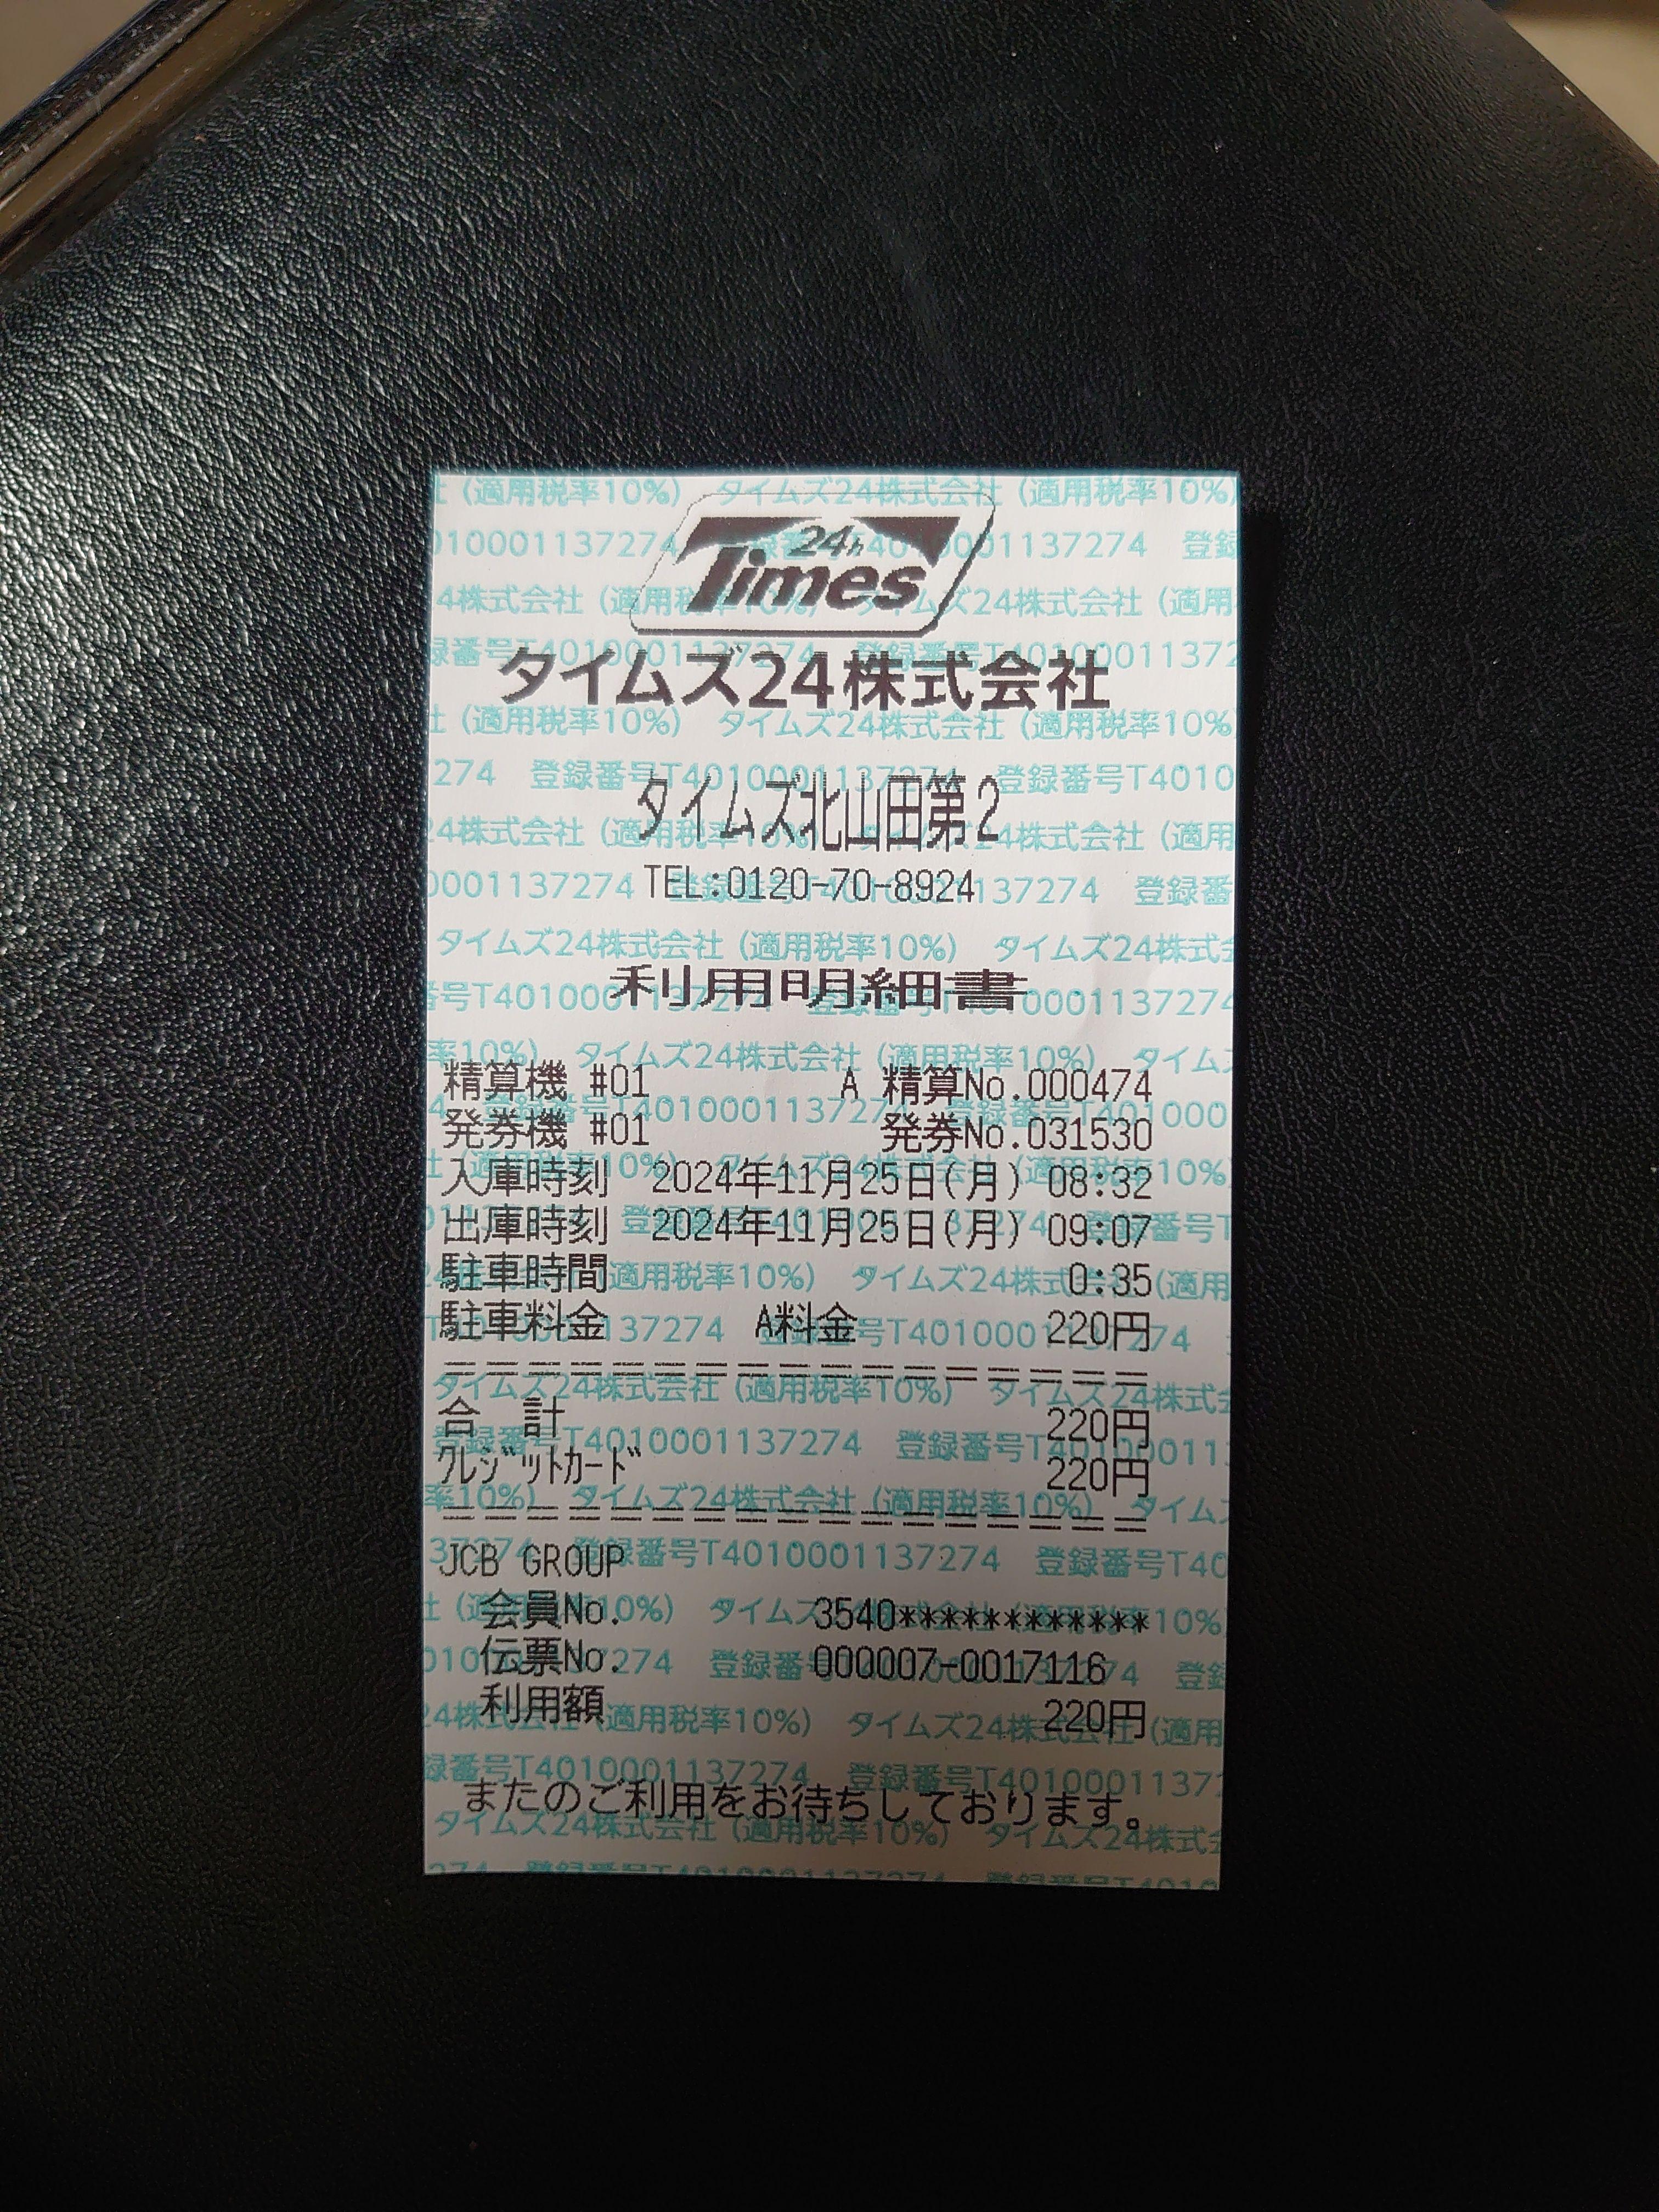 24h
Times
タイムズ24株式会社
タイムズ北山田第2
TEL:0120-70-8924
利用明細書
精算機 #01 A 精算No.000474
発券機 #01 発券No.031530
入庫時刻 2024年11月25日(月) 08:32
出庫時刻 2024年11月25日(月) 09:07
駐車時間 0:35
駐車料金 A料金 220円
合 計 220円
クレジットカード 220円
JCB GROUP
会員No. 3540************
伝票No. 000007-0017116
利用額 220円
またのご利用をお待ちしております。
タイムズ24株式会社 (適用税率10%)
登録番号T4010001137274